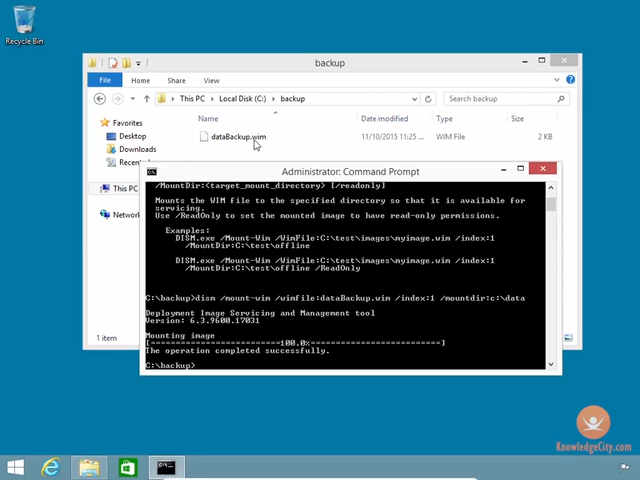 Recycle Bin
backup
File Home Share View
This PC Local Disk (C:) backup
Search backup
Favorites
Desktop
Downloads
Recent
This PC
Network
Name Date modified Type Size
dataBackup.wim 11/10/2015 11:25 ... WIM File 2 KB
1 item
Administrator: Command Prompt
/MountDir:<target_mount_directory> [/readonly]
Mounts the WIM file to the specified directory so that it is available for
servicing.
Use /ReadOnly to set the mounted image to have read-only permissions.
Examples:
DISM.exe /Mount-Wim /WimFile:C:\test\images\myimage.wim /index:1
/MountDir:C:\test\offline
DISM.exe /Mount-Wim /WimFile:C:\test\images\myimage.wim /index:1
/MountDir:C:\test\offline /ReadOnly
C:\backup>dism /mount-wim /wimfile:dataBackup.wim /index:1 /mountdir:c:\data
Deployment Image Servicing and Management tool
Version: 6.3.9600.17031
Mounting image
[==========================100.0%==========================]
The operation completed successfully.
C:\backup>
KnowledgeCity.com